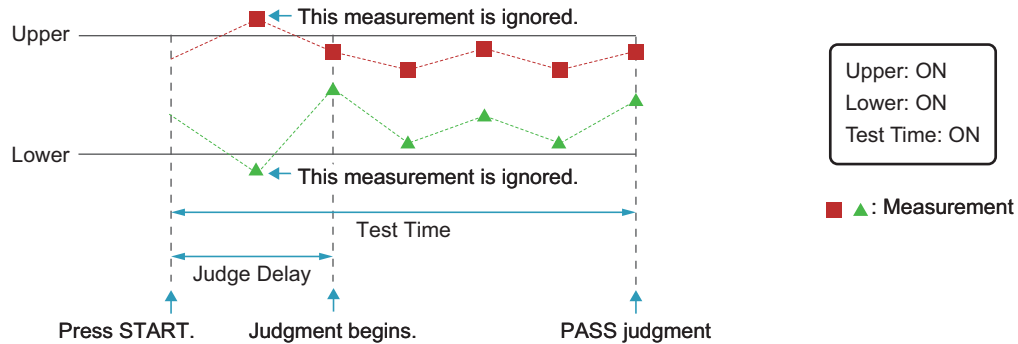 This measurement is ignored.
Upper
Lower
This measurement is ignored.
Test Time
Judge Delay
Press START.
Judgment begins.
PASS judgment
Upper: ON
Lower: ON
Test Time: ON
: Measurement